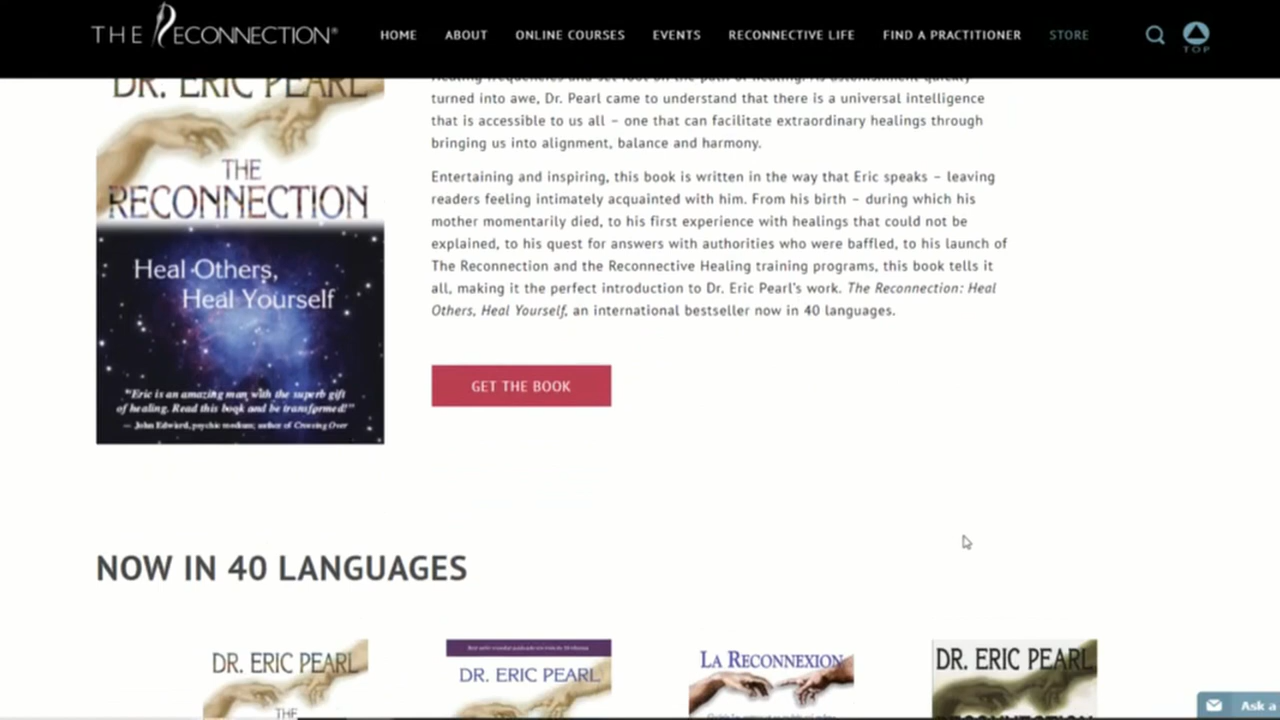 THE RECONNECTION®
HOME
ABOUT
ONLINE COURSES
EVENTS
RECONNECTIVE LIFE
FIND A PRACTITIONER
STORE
TOP
DR. ERIC PEARL
THE
RECONNECTION
Heal Others,
Heal Yourself
"Eric is an amazing man with the superb gift
of healing. Read this book and be transformed!"
— John Edward, psychic medium; author of Crossing Over
turned into awe, Dr. Pearl came to understand that there is a universal intelligence
that is accessible to us all – one that can facilitate extraordinary healings through
bringing us into alignment, balance and harmony.
Entertaining and inspiring, this book is written in the way that Eric speaks – leaving
readers feeling intimately acquainted with him. From his birth – during which his
mother momentarily died, to his first experience with healings that could not be
explained, to his quest for answers with authorities who were baffled, to his launch of
The Reconnection and the Reconnective Healing training programs, this book tells it
all, making it the perfect introduction to Dr. Eric Pearl's work. The Reconnection: Heal
Others, Heal Yourself, an international bestseller now in 40 languages.
GET THE BOOK
NOW IN 40 LANGUAGES
DR. ERIC PEARL
THE
DR. ERIC PEARL
LA RECONNEXION
DR. ERIC PEARL
Ask a